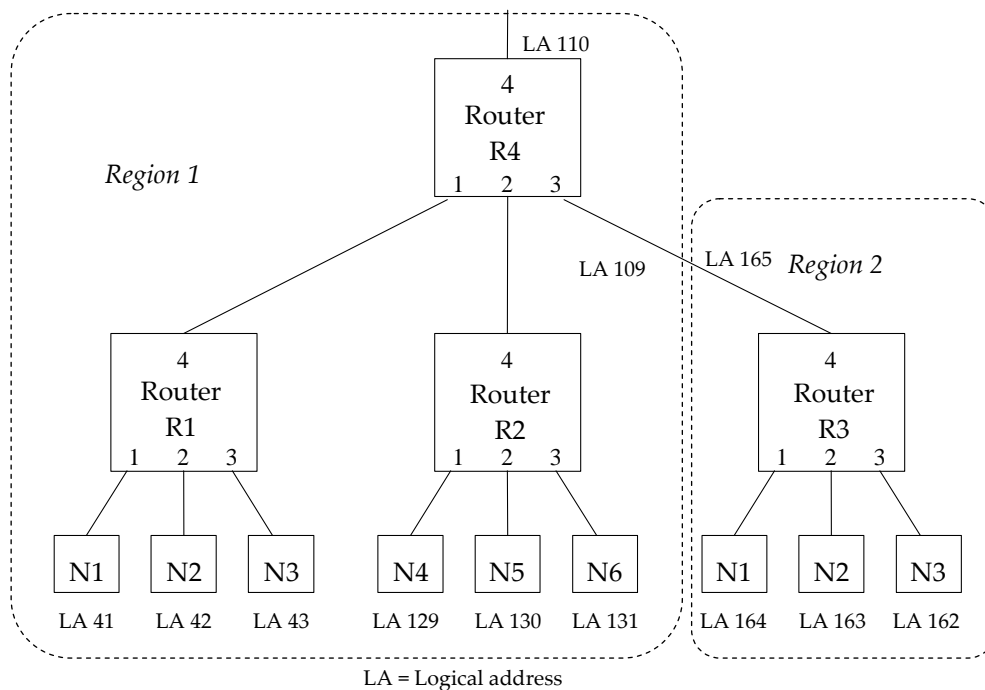 LA 110
4
Router
R4
1 2 3
Region 1
LA 109
LA 165
Region 2
4
Router
R1
1 2 3
4
Router
R2
1 2 3
4
Router
R3
1 2 3
N1 N2 N3 N4 N5 N6 N1 N2 N3
LA 41 LA 42 LA 43 LA 129 LA 130 LA 131 LA 164 LA 163 LA 162
LA = Logical address